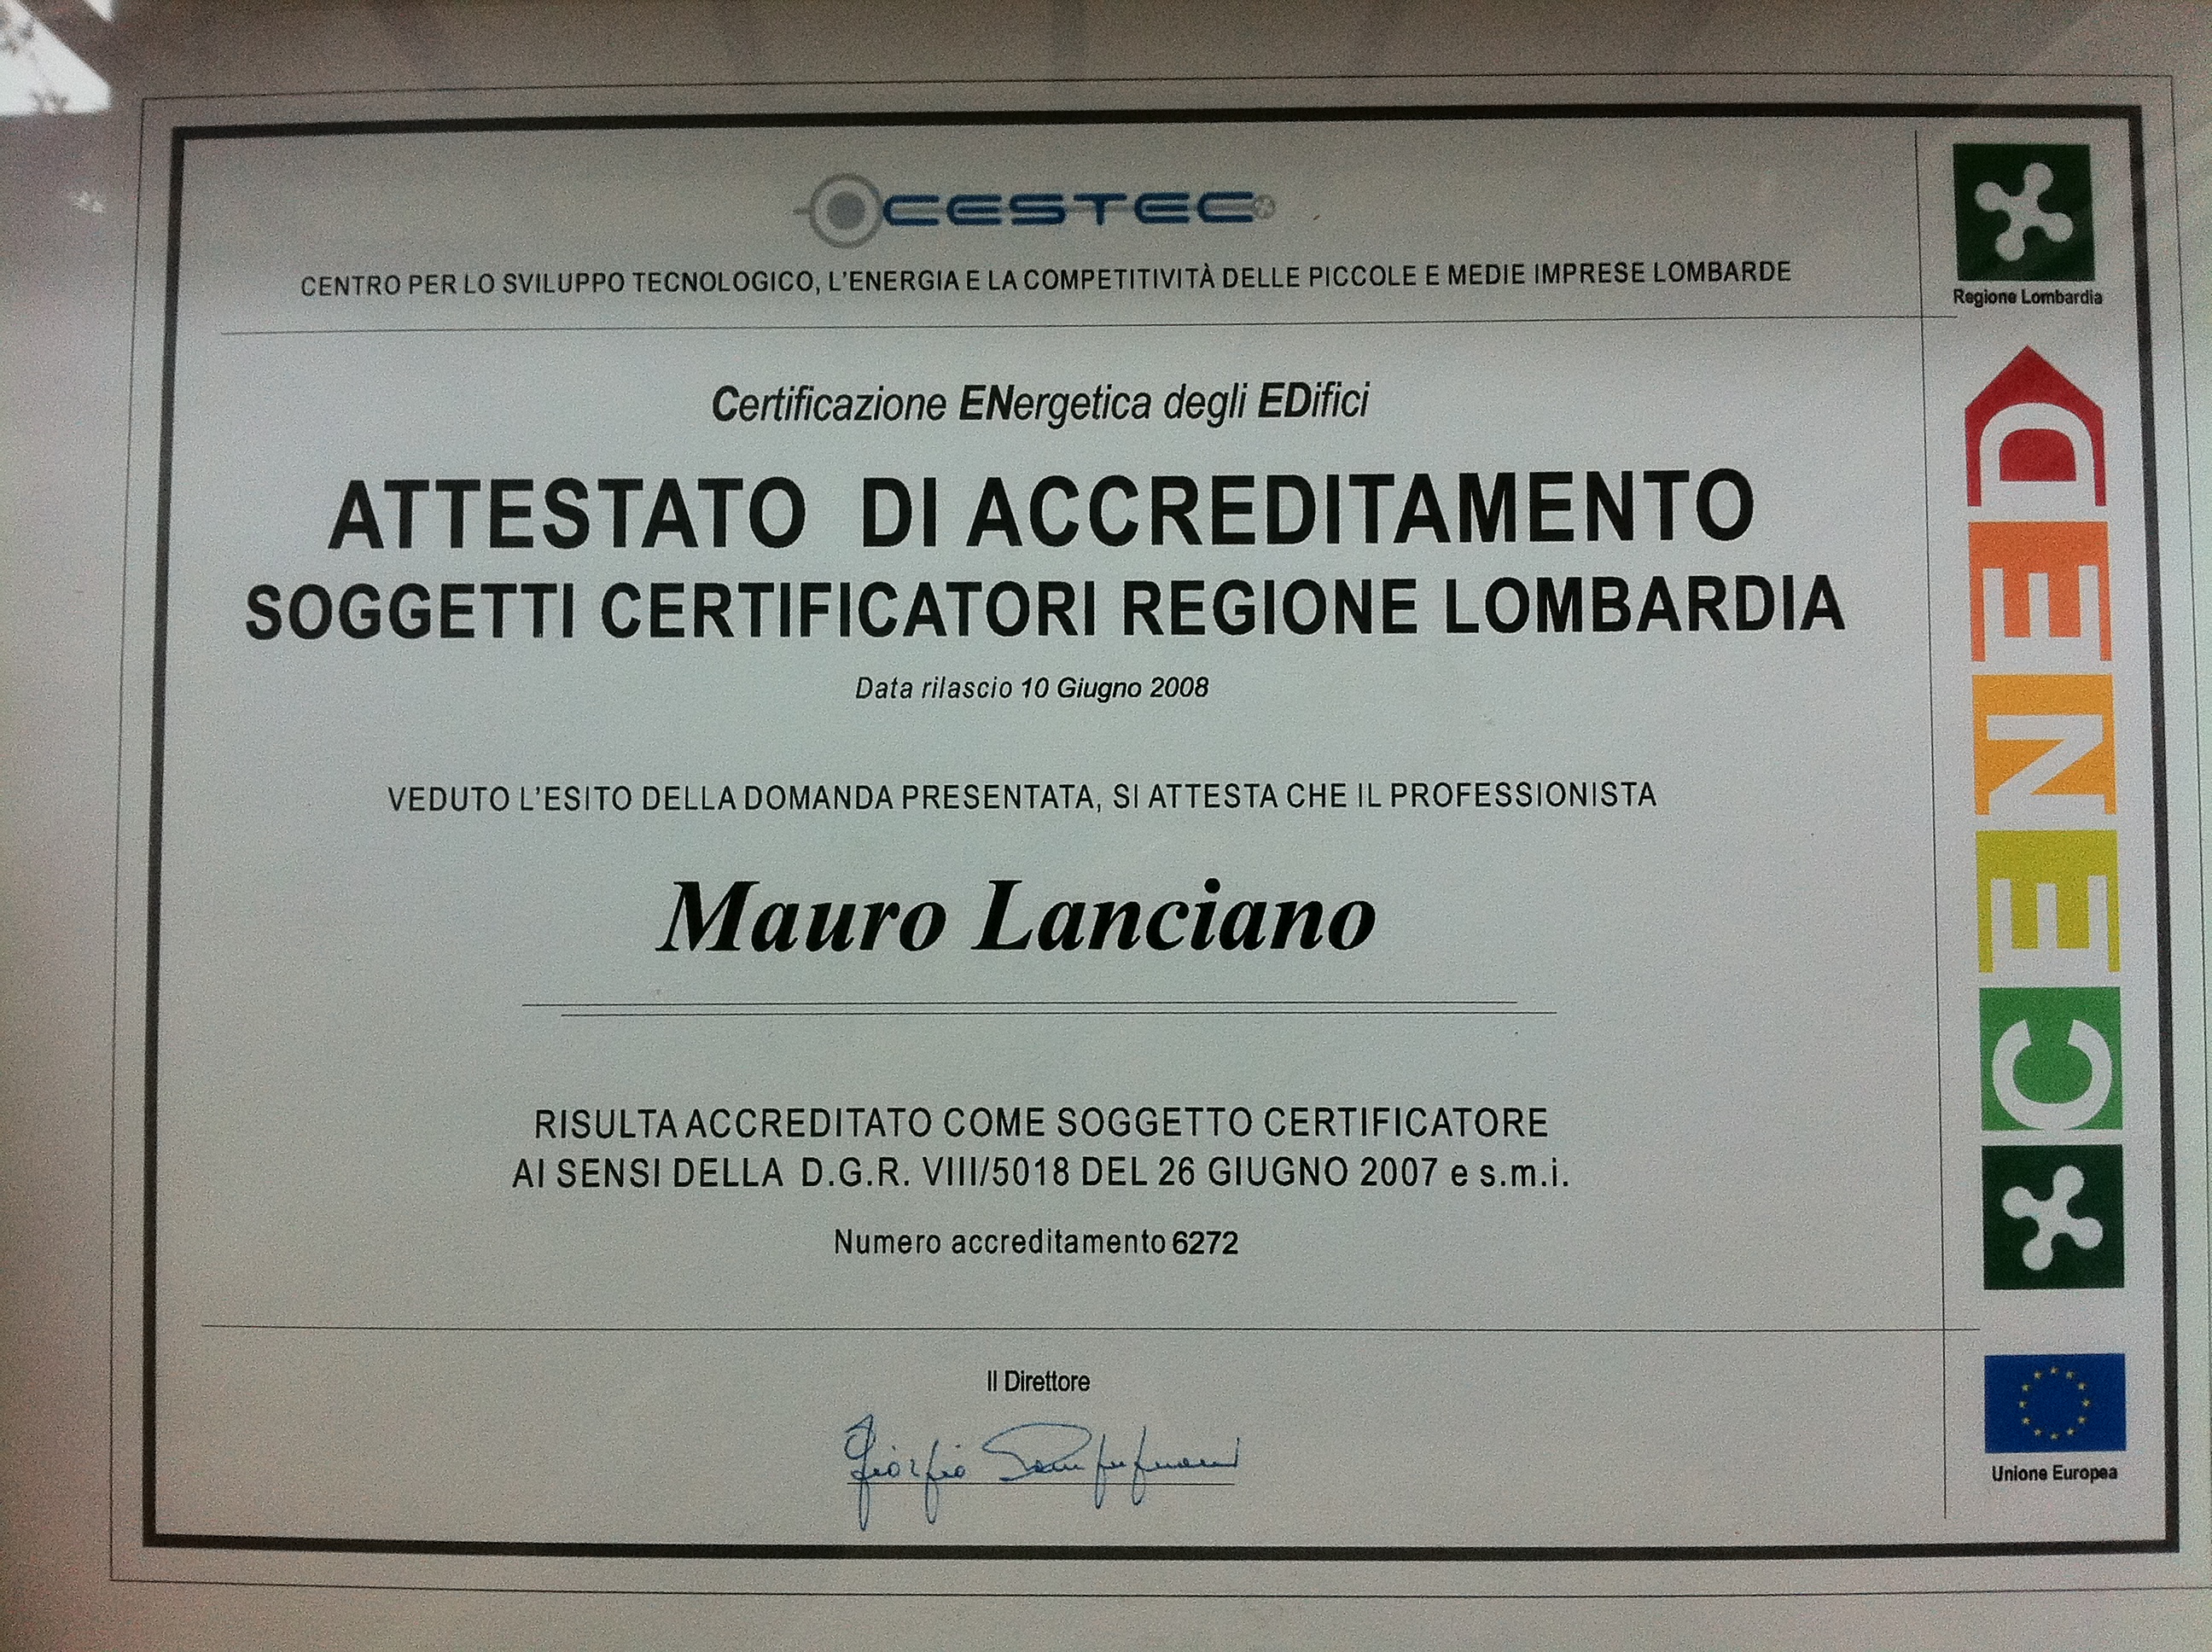 CESTEC
CENTRO PER LO SVILUPPO TECNOLOGICO, L'ENERGIA E LA COMPETITIVITÀ DELLE PICCOLE E MEDIE IMPRESE LOMBARDE
Regione Lombardia
Certificazione ENergetica degli EDifici
ATTESTATO DI ACCREDITAMENTO
SOGGETTI CERTIFICATORI REGIONE LOMBARDIA
Data rilascio 10 Giugno 2008
VEDUTO L'ESITO DELLA DOMANDA PRESENTATA, SI ATTESTA CHE IL PROFESSIONISTA
Mauro Lanciano
RISULTA ACCREDITATO COME SOGGETTO CERTIFICATORE
AI SENSI DELLA D.G.R. VIII/5018 DEL 26 GIUGNO 2007 e s.m.i.
Numero accreditamento 6272
Il Direttore
Giorgio
CENED
Unione Europea